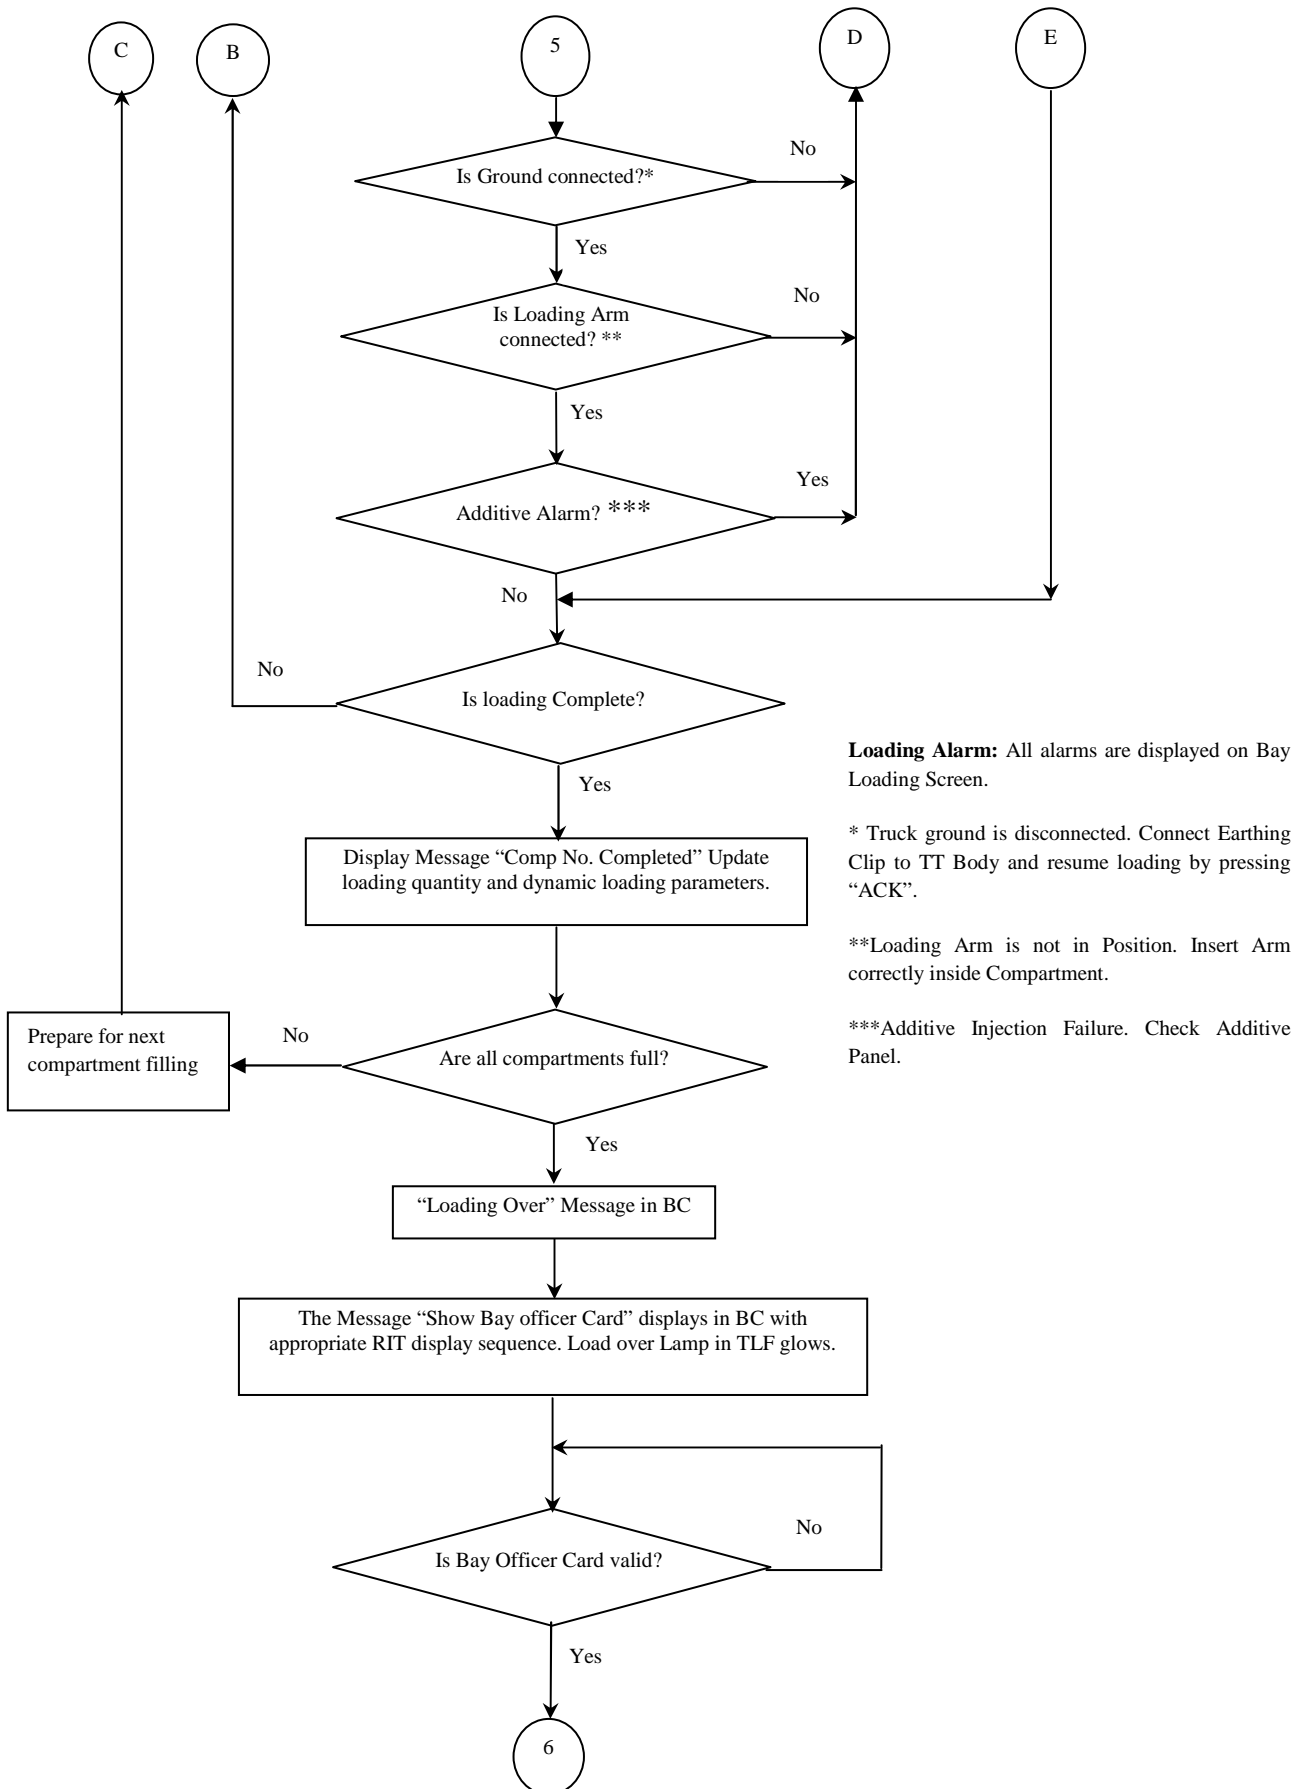 C
B
5
D
E
Is Ground connected?*
No
Yes
Is Loading Arm
connected? **
No
Yes
Additive Alarm? ***
Yes
No
Is loading Complete?
No
Yes
Loading Alarm: All alarms are displayed on Bay
Loading Screen.
* Truck ground is disconnected. Connect Earthing
Clip to TT Body and resume loading by pressing
“ACK”.
**Loading Arm is not in Position. Insert Arm
correctly inside Compartment.
***Additive Injection Failure. Check Additive
Panel.
Display Message “Comp No. Completed” Update
loading quantity and dynamic loading parameters.
Are all compartments full?
No
Prepare for next
compartment filling
Yes
“Loading Over” Message in BC
The Message “Show Bay officer Card” displays in BC with
appropriate RIT display sequence. Load over Lamp in TLF glows.
Is Bay Officer Card valid?
No
Yes
6